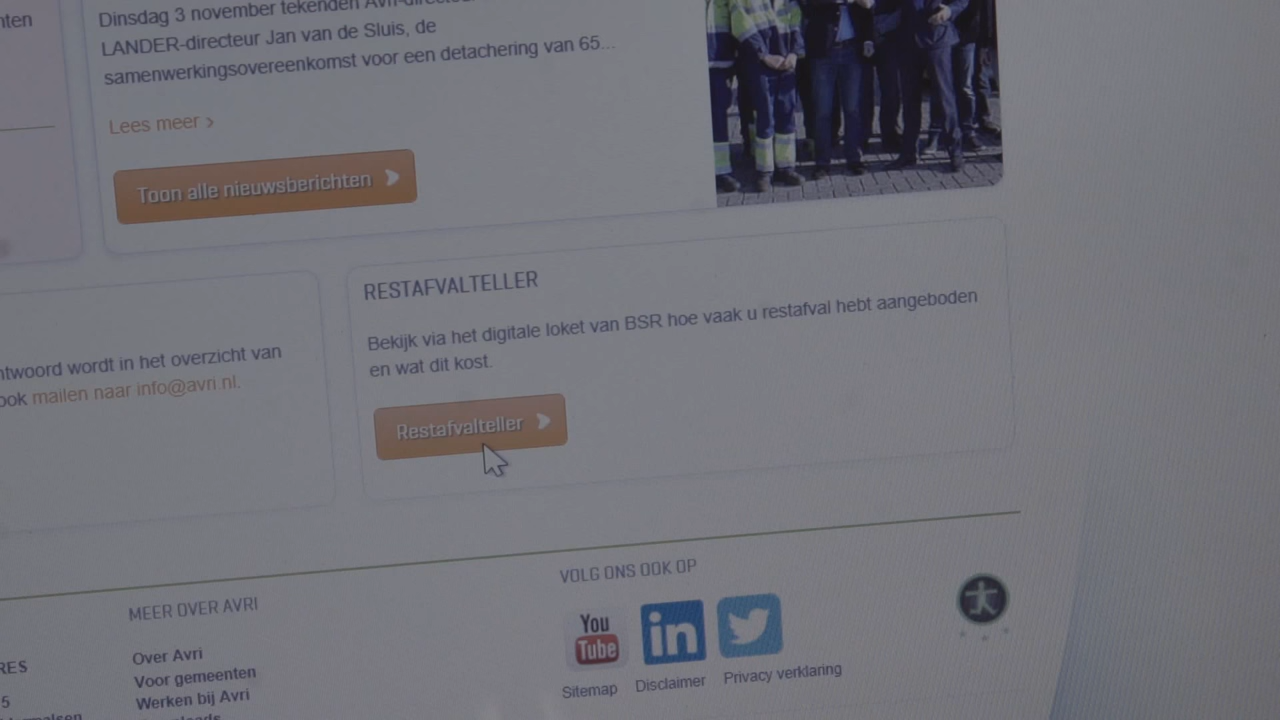 nten
Dinsdag 3 november tekenden
LANDER-directeur Jan van de Sluis, de
samenwerkingsovereenkomst voor een detachering van 65...
Lees meer ›
Toon alle nieuwsberichten
ntwoord wordt in het overzicht van
ook mailen naar info@avri.nl.
RESTAFVALTELLER
Bekijk via het digitale loket van BSR hoe vaak u restafval hebt aangeboden
en wat dit kost.
Restafvalteller
RES
5
MEER OVER AVRI
Over Avri
Voor gemeenten
Werken bij Avri
VOLG ONS OOK OP
You
Tube
in
Sitemap Disclaimer Privacy verklaring